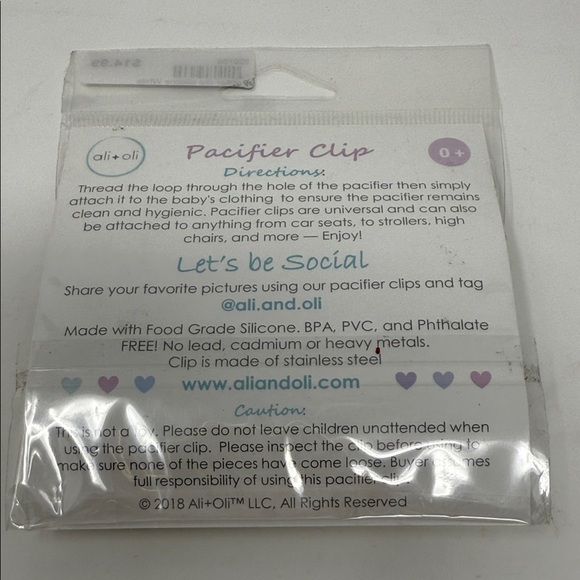 $14.99
ali+oli
Pacifier Clip
0+
Directions:
Thread the loop through the hole of the pacifier then simply
attach it to the baby's clothing to ensure the pacifier remains
clean and hygienic. Pacifier clips are universal and can also
be attached to anything from car seats, to strollers, high
chairs, and more — Enjoy!
Let's be Social
Share your favorite pictures using our pacifier clips and tag
@ali.and.oli
Made with Food Grade Silicone. BPA, PVC, and Phthalate
FREE! No lead, cadmium or heavy metals.
Clip is made of stainless steel
www.aliandoli.com
Caution:
This is not a toy. Please do not leave children unattended when
using the pacifier clip. Please inspect the clip before using to
make sure none of the pieces have come loose. Buyer assumes
full responsibility of using this pacifier clip.
© 2018 Ali+Oli™ LLC, All Rights Reserved